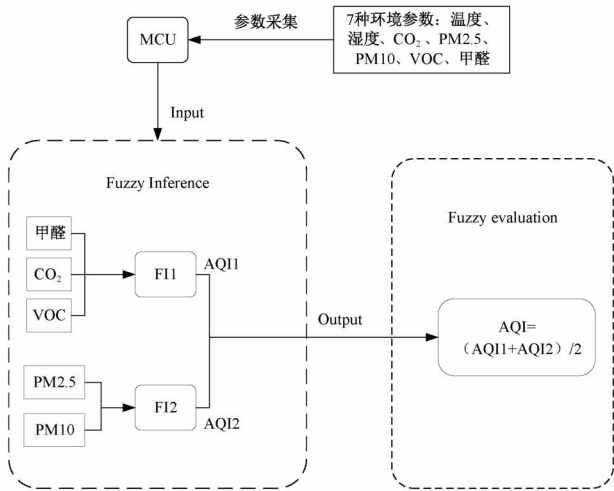 MCU
参数采集
7种环境参数：温度、
湿度、CO₂、PM2.5、
PM10、VOC、甲醛
Input
Fuzzy Inference
甲醛
CO₂
VOC
FI1
AQI1
PM2.5
PM10
FI2
AQI2
Output
Fuzzy evaluation
AQI=
（AQI1+AQI2）/2